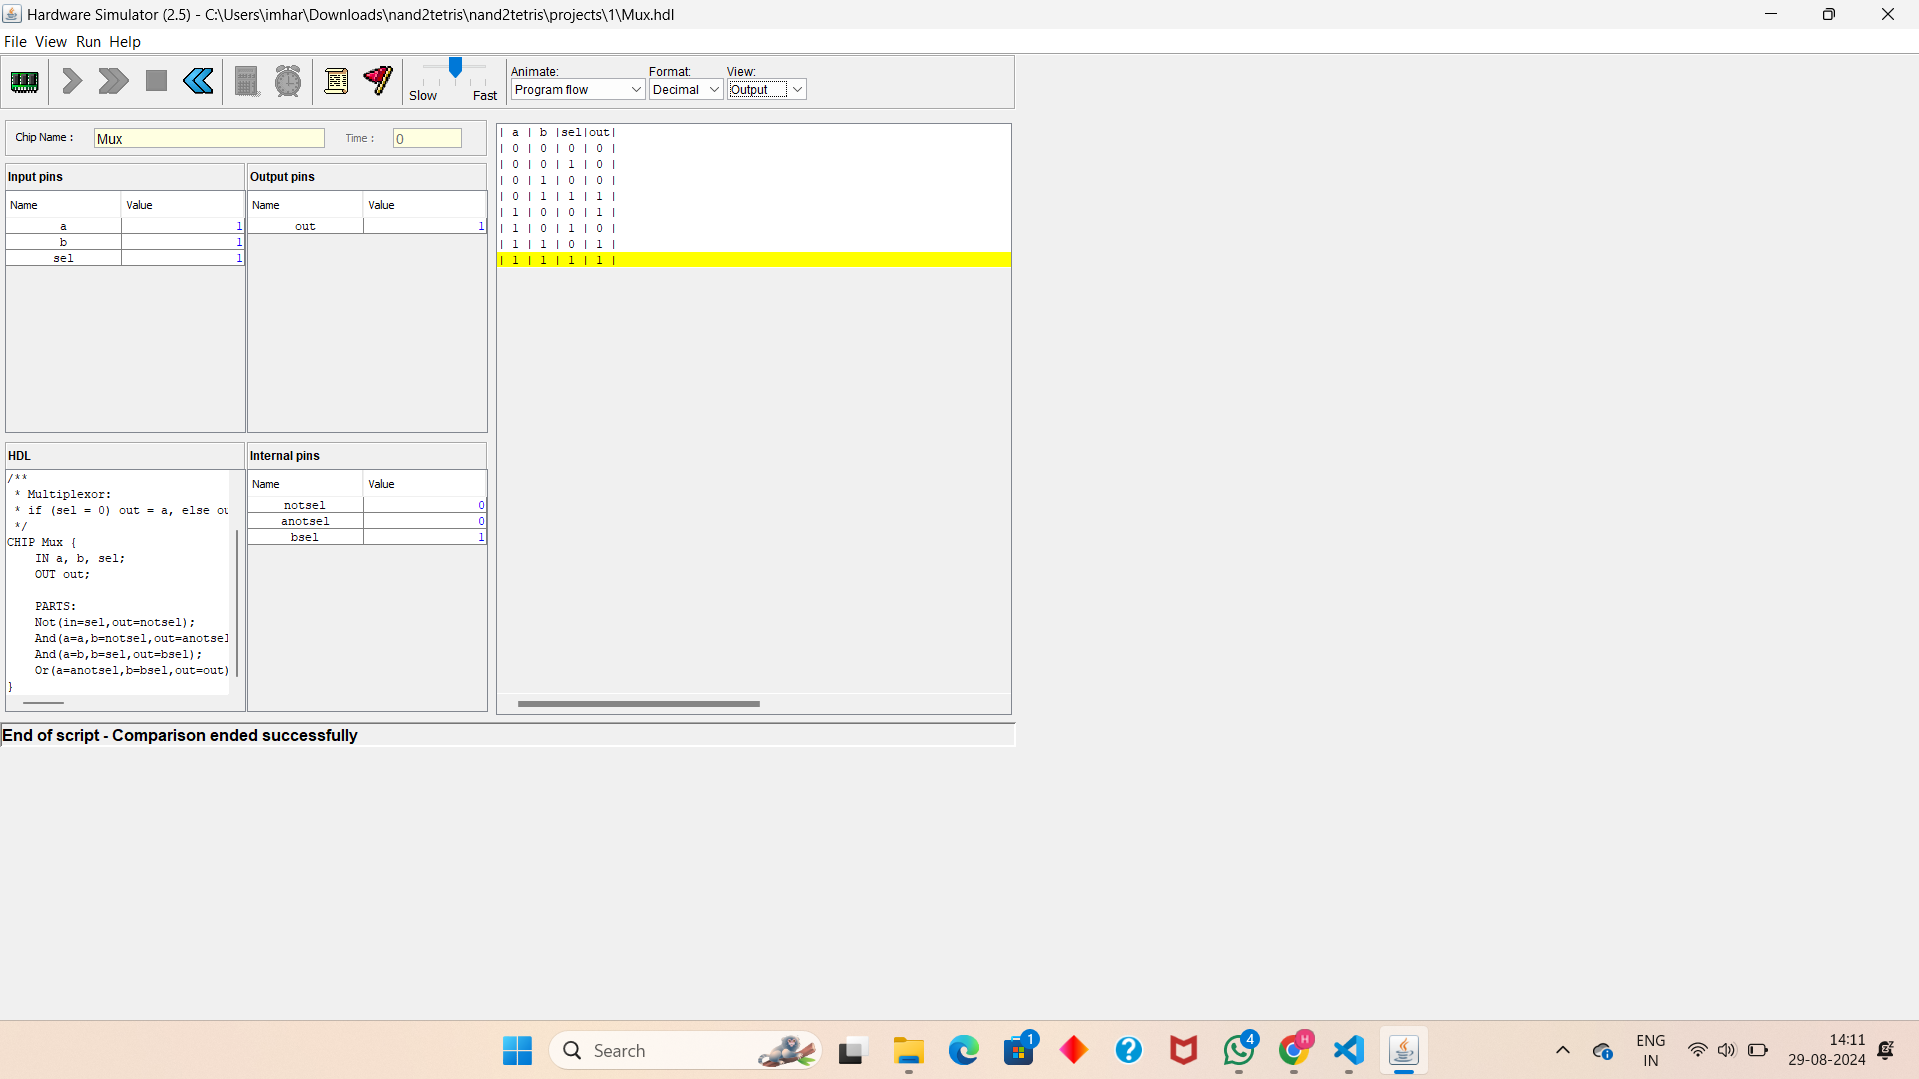 Hardware Simulator (2.5) - C:\Users\imhar\Downloads\nand2tetris\nand2tetris\projects\1\Mux.hdl
File View Run Help
Animate: Format: View:
Slow Fast Program flow Decimal Output
Chip Name : Mux Time : 0
Input pins
Name Value
a 1
b 1
sel 1
Output pins
Name Value
out 1
| a | b |sel|out|
| 0 | 0 | 0 | 0 |
| 0 | 0 | 1 | 0 |
| 0 | 1 | 0 | 0 |
| 0 | 1 | 1 | 1 |
| 1 | 0 | 0 | 1 |
| 1 | 0 | 1 | 0 |
| 1 | 1 | 0 | 1 |
| 1 | 1 | 1 | 1 |
HDL
/**
* Multiplexor:
* if (sel = 0) out = a, else ou
*/
CHIP Mux {
IN a, b, sel;
OUT out;
PARTS:
Not(in=sel,out=notsel);
And(a=a,b=notsel,out=anotsel
And(a=b,b=sel,out=bsel);
Or(a=anotsel,b=bsel,out=out)
}
Internal pins
Name Value
notsel 0
anotsel 0
bsel 1
End of script - Comparison ended successfully
Search
1
4
H
ENG
IN
14:11
29-08-2024